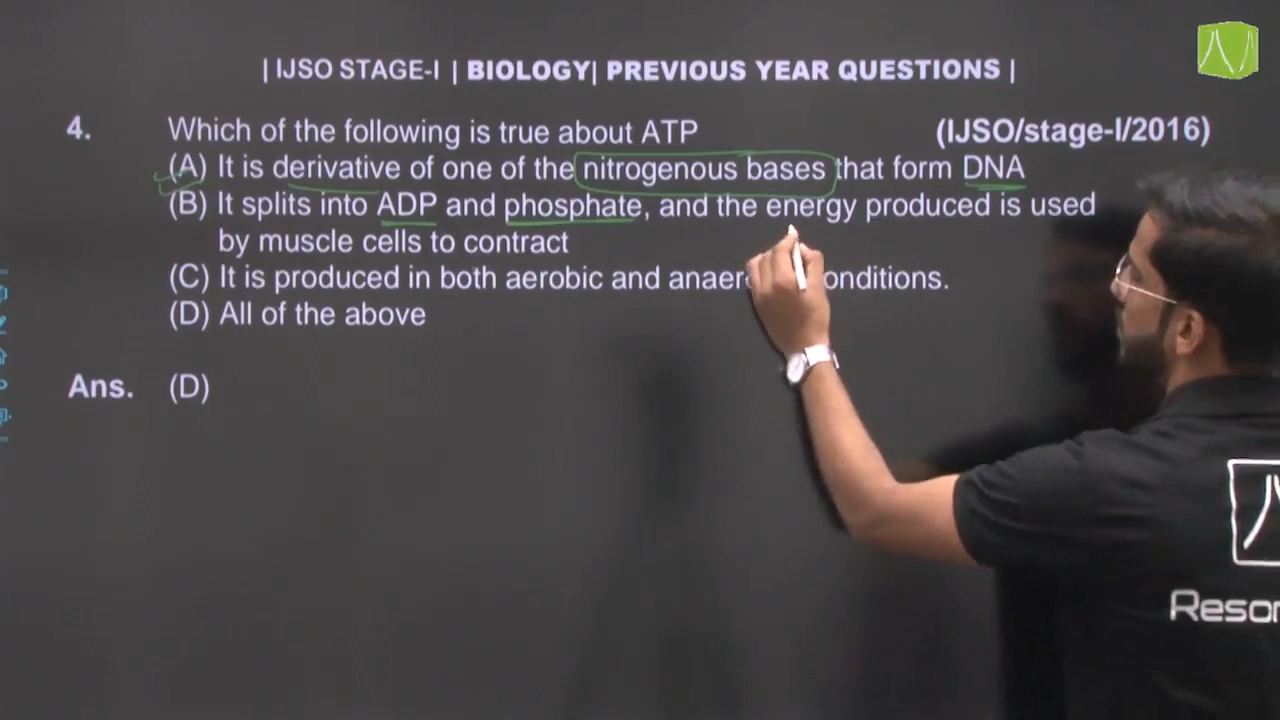 | IJSO STAGE-I | BIOLOGY| PREVIOUS YEAR QUESTIONS |
4. Which of the following is true about ATP (IJSO/stage-I/2016)
(A) It is derivative of one of the nitrogenous bases that form DNA
(B) It splits into ADP and phosphate, and the energy produced is used
by muscle cells to contract
(C) It is produced in both aerobic and onditions.
(D) All of the above
Ans. (D)